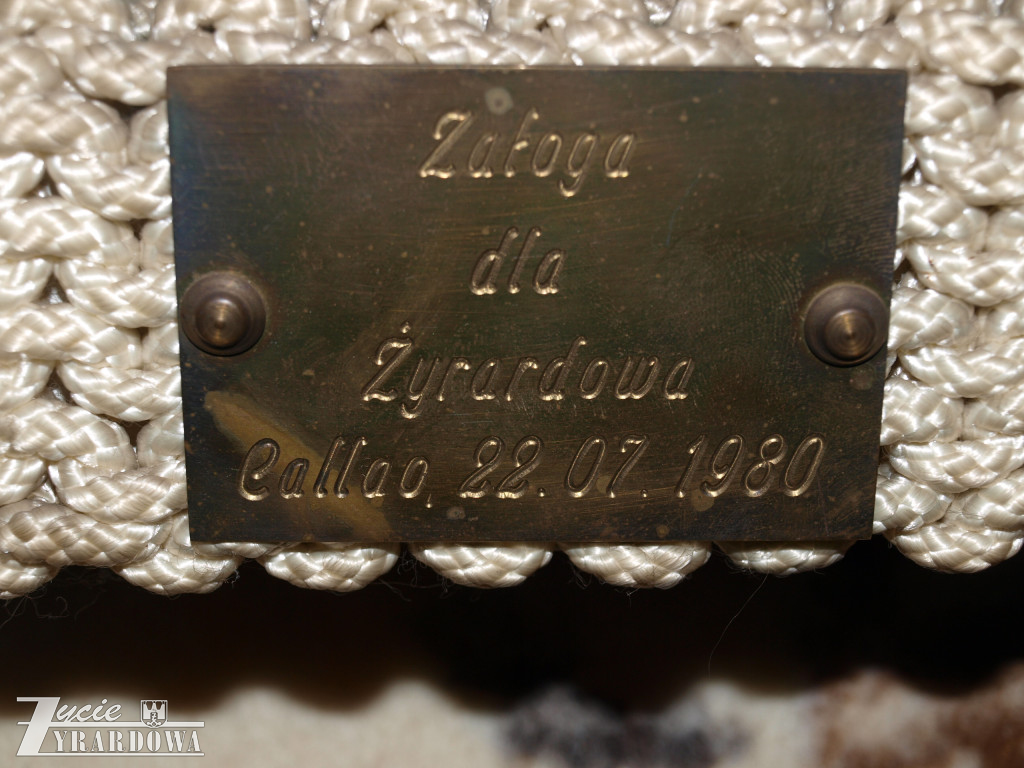 Załoga
dla
Żyrardowa
Callao, 22.07.1980
Życie
ŻYRARDOWA